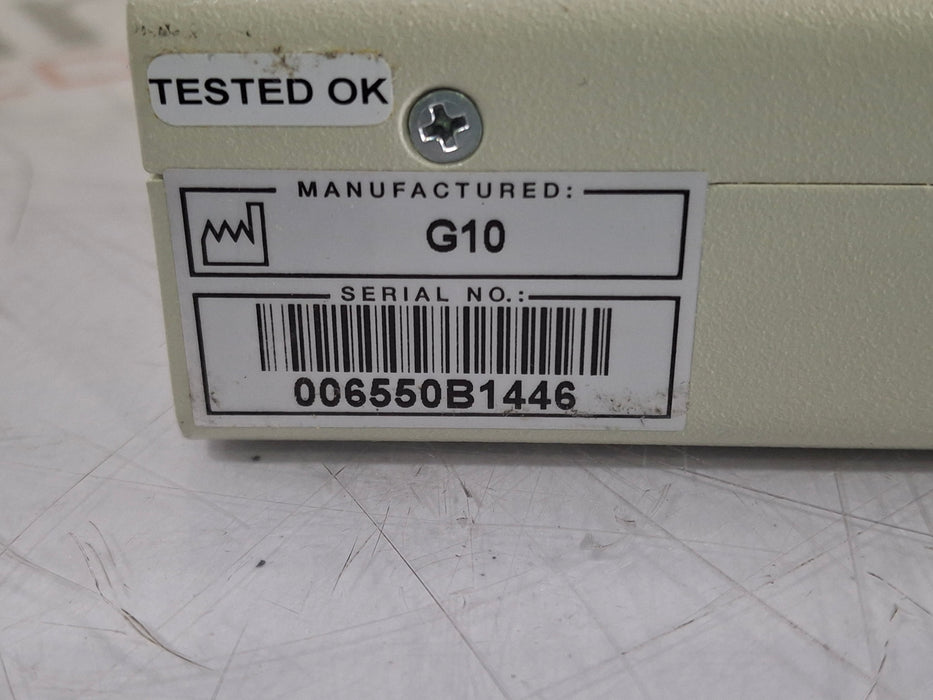 TESTED OK
MANUFACTURED:
G10
SERIAL NO.:
006550B1446